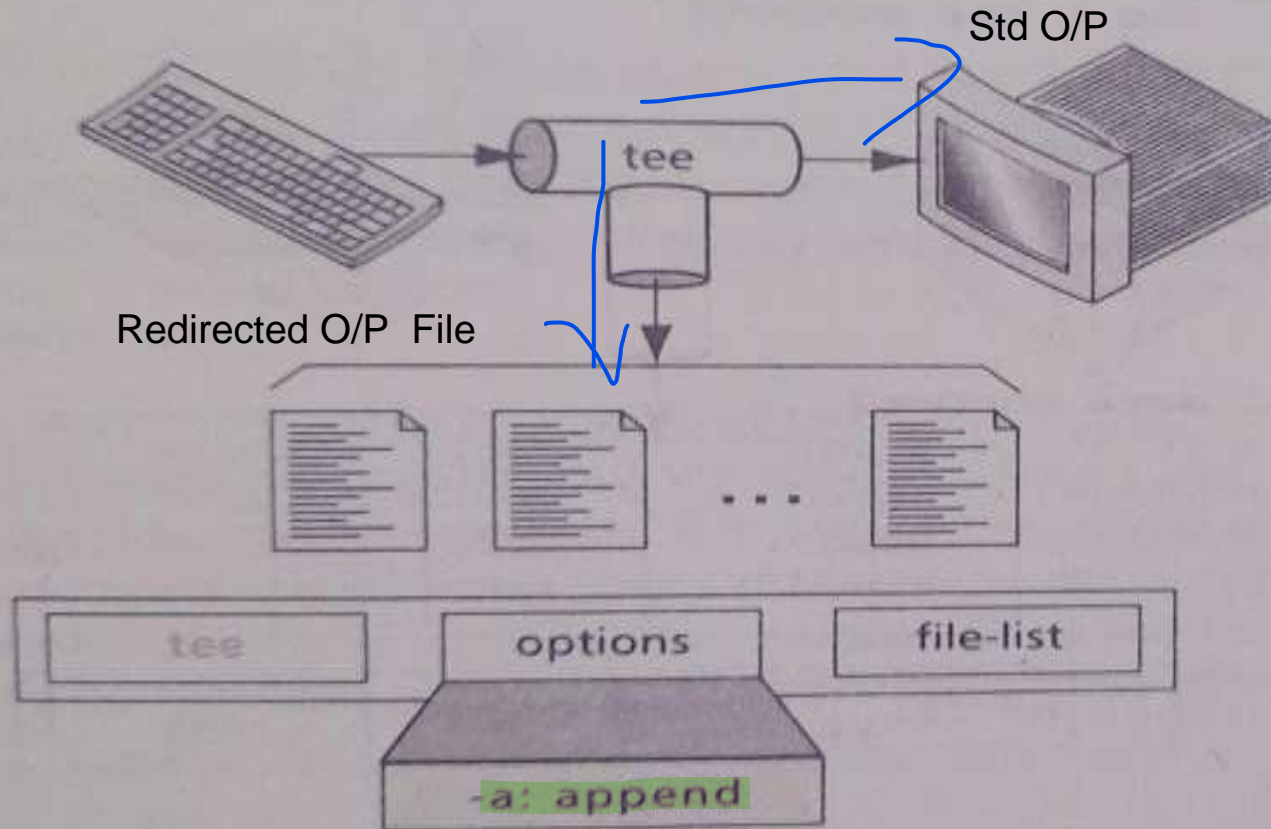 Std O/P
tee
Redirected O/P File
...
tee
options
file-list
-a: append